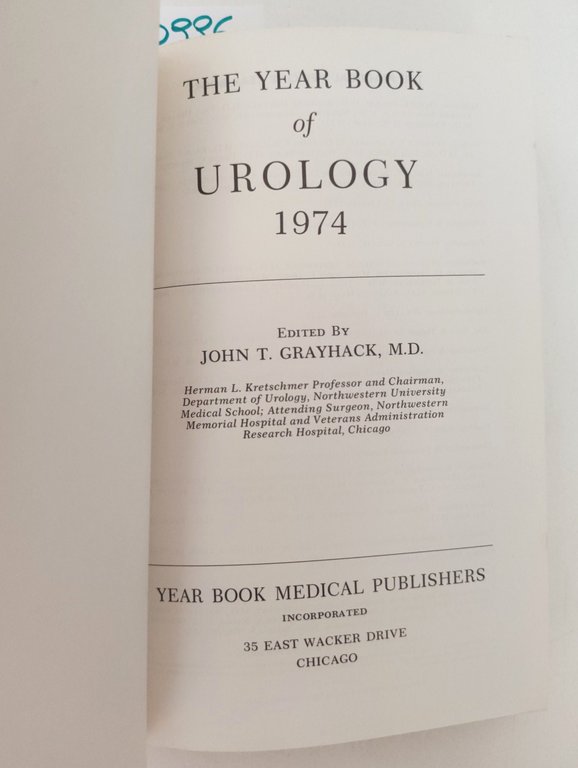 THE YEAR BOOK
of
UROLOGY
1974
EDITED BY
JOHN T. GRAYHACK, M.D.
Herman L. Kretschmer Professor and Chairman,
Department of Urology, Northwestern University
Medical School; Attending Surgeon, Northwestern
Memorial Hospital and Veterans Administration
Research Hospital, Chicago
YEAR BOOK MEDICAL PUBLISHERS
INCORPORATED
35 EAST WACKER DRIVE
CHICAGO